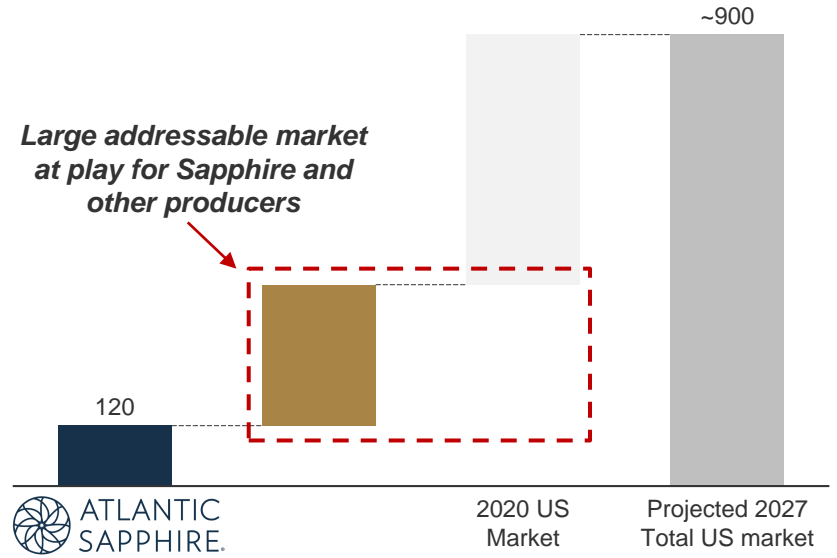 ~900
Large addressable market
at play for Sapphire and
other producers
120
ATLANTIC
SAPPHIRE.
2020 US
Market
Projected 2027
Total US market